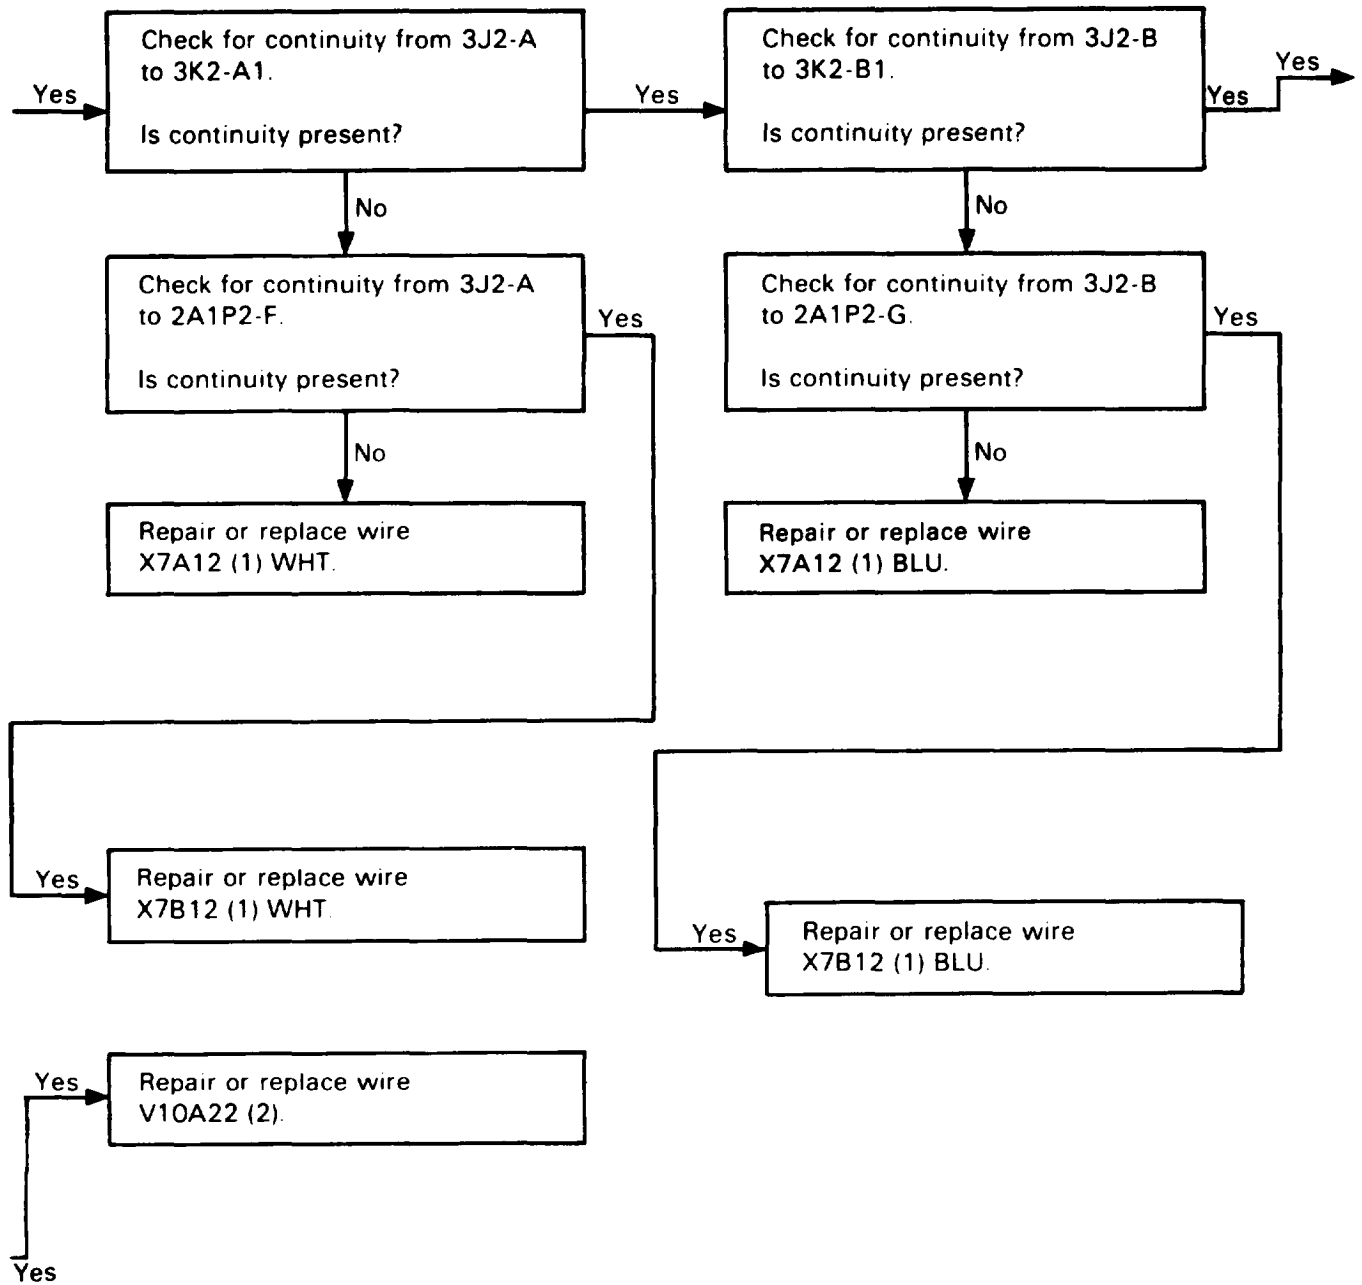 Yes
Check for continuity from 3J2-A
to 3K2-A1.
Is continuity present?
Yes
Check for continuity from 3J2-B
to 3K2-B1.
Is continuity present?
Yes
Yes
No
No
Check for continuity from 3J2-A
to 2A1P2-F.
Is continuity present?
Yes
Check for continuity from 3J2-B
to 2A1P2-G.
Is continuity present?
Yes
No
No
Repair or replace wire
X7A12 (1) WHT.
Repair or replace wire
X7A12 (1) BLU.
Yes
Repair or replace wire
X7B12 (1) WHT.
Yes
Repair or replace wire
X7B12 (1) BLU.
Yes
Repair or replace wire
V10A22 (2).
Yes